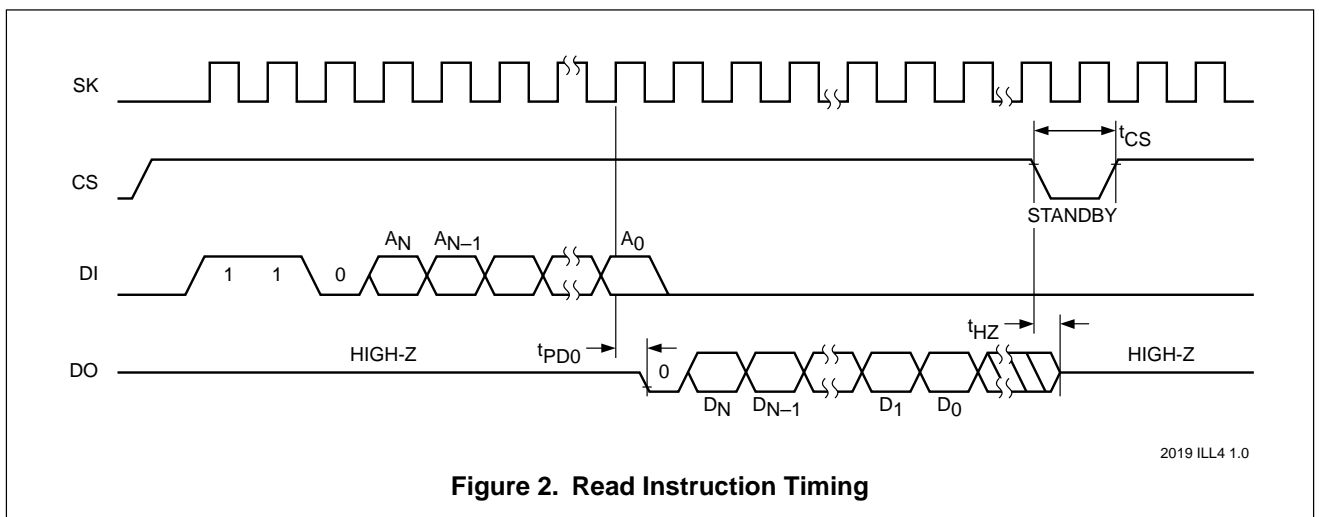 SK
CS
tCS
STANDBY
DI
1 1 0 AN AN–1 A0
DO
HIGH-Z
tPD0
0
DN DN–1 D1 D0
tHZ
HIGH-Z
2019 ILL4 1.0
Figure 2. Read Instruction Timing